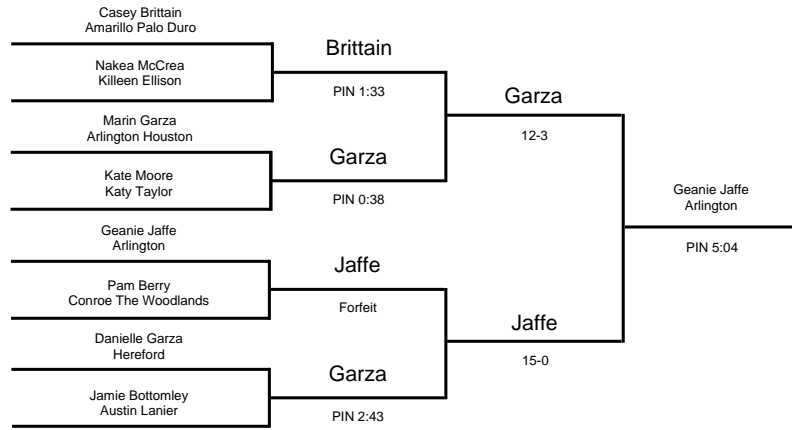 Casey Brittain
Amarillo Palo Duro
Brittain
Nakea McCrea
Killeen Ellison
PIN 1:33
Garza
Marin Garza
Arlington Houston
12-3
Garza
Kate Moore
Katy Taylor
PIN 0:38
Geanie Jaffe
Arlington
Geanie Jaffe
Arlington
PIN 5:04
Jaffe
Pam Berry
Conroe The Woodlands
Forfeit
Jaffe
Danielle Garza
Hereford
15-0
Garza
Jamie Bottomley
Austin Lanier
PIN 2:43